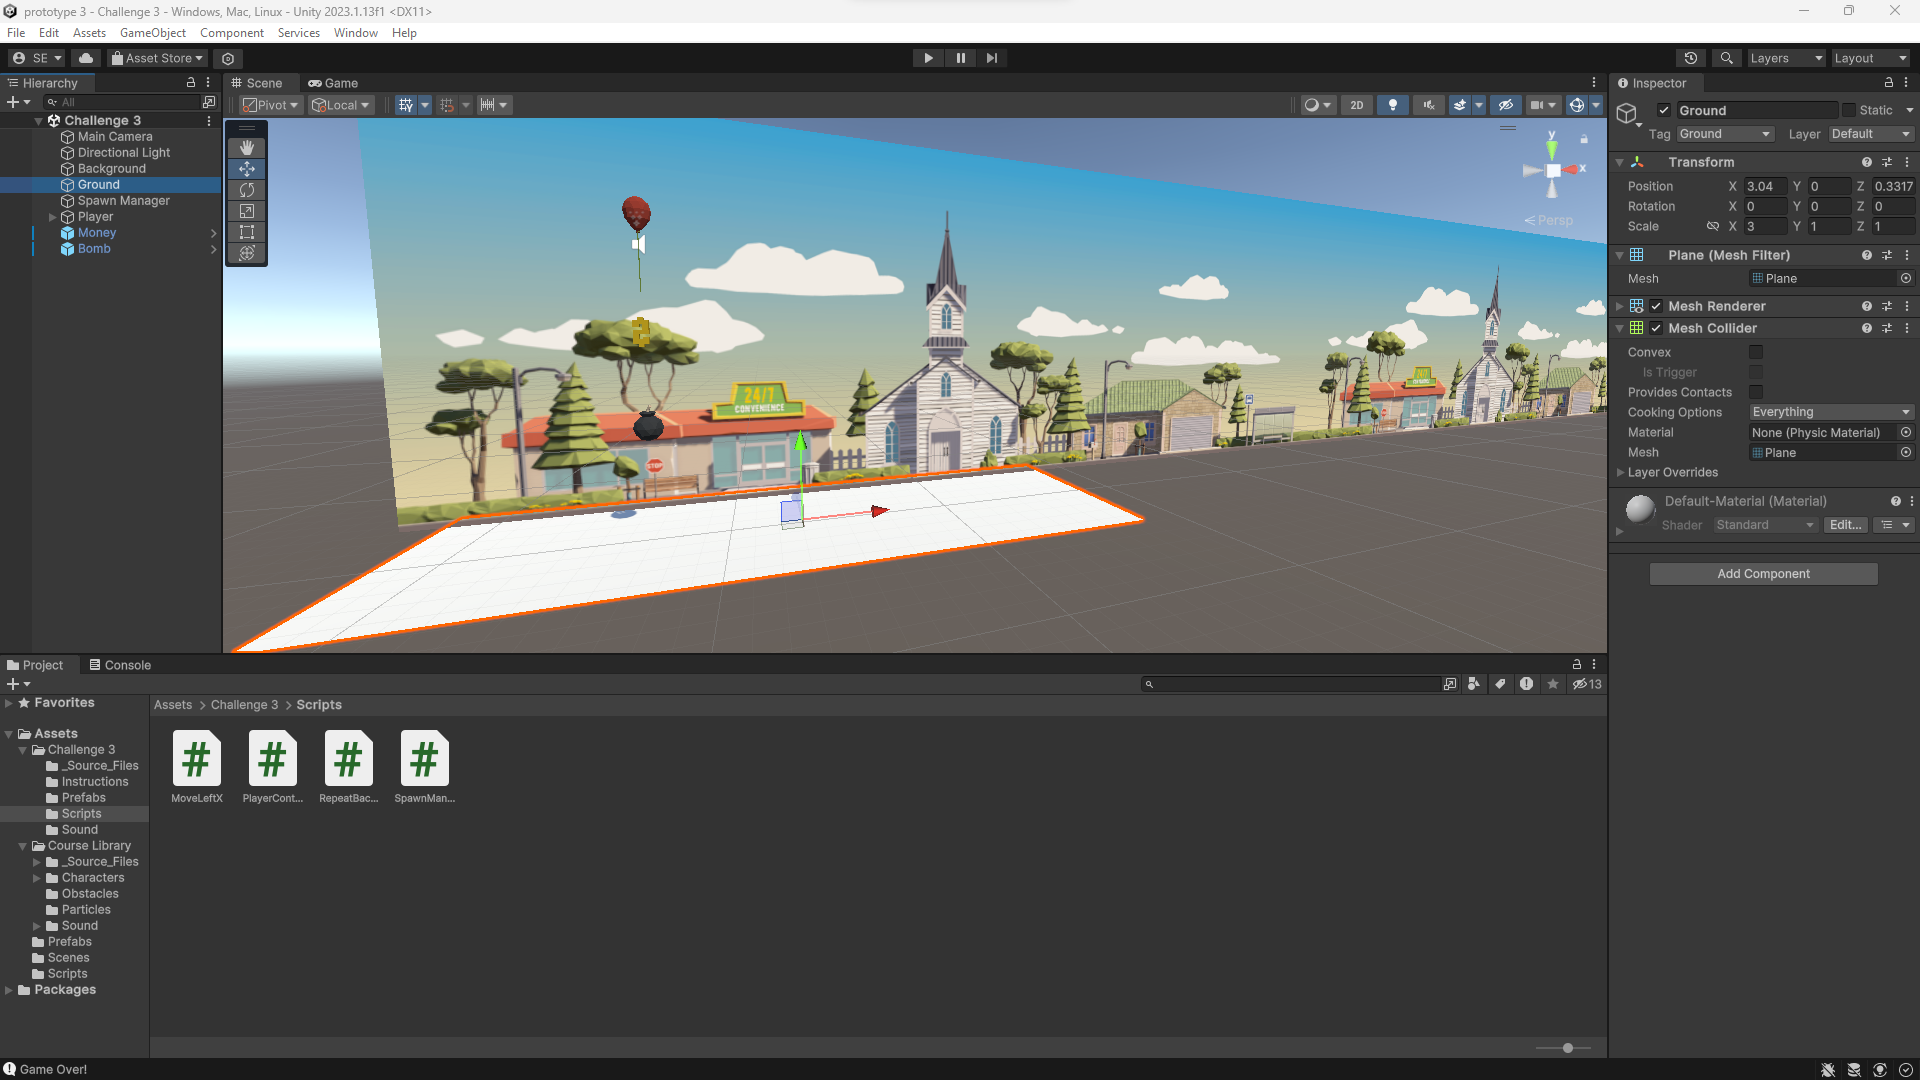 prototype 3 - Challenge 3 - Windows, Mac, Linux - Unity 2023.1.13f1 <DX11>
File Edit Assets GameObject Component Services Window Help
SE Asset Store Layers Layout
Hierarchy
All
Challenge 3
Main Camera
Directional Light
Background
Ground
Spawn Manager
Player
Money
Bomb
Scene Game
Pivot Local 2D
y
x
Persp
24/7
CONVENIENCE
STOP
24/7
Inspector
Ground Static
Tag Ground Layer Default
Transform
Position X 3.04 Y 0 Z 0.3317
Rotation X 0 Y 0 Z 0
Scale X 3 Y 1 Z 1
Plane (Mesh Filter)
Mesh Plane
Mesh Renderer
Mesh Collider
Convex
Is Trigger
Provides Contacts
Cooking Options Everything
Material None (Physic Material)
Mesh Plane
Layer Overrides
Default-Material (Material)
Shader Standard Edit...
Add Component
Project Console
13
Favorites
Assets
Challenge 3
_Source_Files
Instructions
Prefabs
Scripts
Sound
Course Library
_Source_Files
Characters
Obstacles
Particles
Sound
Prefabs
Scenes
Scripts
Packages
Assets > Challenge 3 > Scripts
MoveLeftX PlayerCont... RepeatBac... SpawnMan...
Game Over!